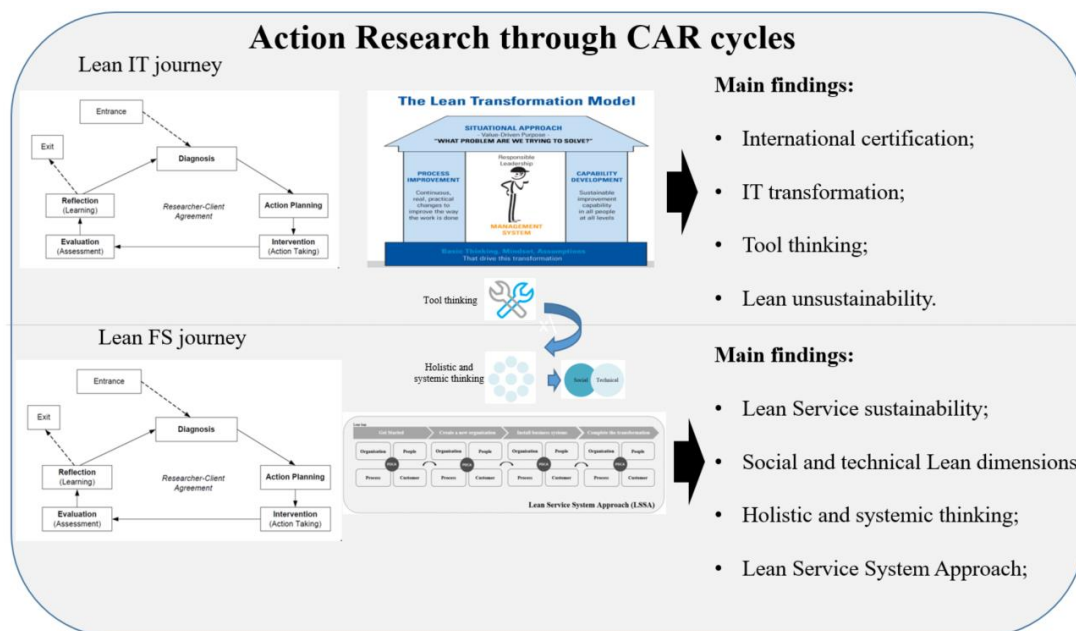 Action Research through CAR cycles
Lean IT journey
Entrance
Exit
Diagnosis
Reflection
(Learning)
Researcher-Client
Agreement
Action Planning
Evaluation
(Assessment)
Intervention
(Action Taking)
The Lean Transformation Model
SITUATIONAL APPROACH
- Value-Driven Purpose -
"WHAT PROBLEM ARE WE TRYING TO SOLVE?"
PROCESS
IMPROVEMENT
Continuous,
real, practical
changes to
improve the way
the work is done
Responsible
Leadership
MANAGEMENT
SYSTEM
CAPABILITY
DEVELOPMENT
Sustainable
improvement
capability
in all people
at all levels
Basic Thinking, Mindset, Assumptions
That drive this transformation
Main findings:
• International certification;
• IT transformation;
• Tool thinking;
• Lean unsustainability.
Tool thinking
Holistic and
systemic thinking
Social
Technical
Lean FS journey
Entrance
Exit
Diagnosis
Reflection
(Learning)
Researcher-Client
Agreement
Action Planning
Evaluation
(Assessment)
Intervention
(Action Taking)
Get Started
Create a new organization
Install business systems
Complete the transformation
Organization People Organization People Organization People Organization People
PDCA PDCA PDCA PDCA
Process Customer Process Customer Process Customer Process Customer
Lean Service System Approach (LSSA)
Main findings:
• Lean Service sustainability;
• Social and technical Lean dimensions
• Holistic and systemic thinking;
• Lean Service System Approach;